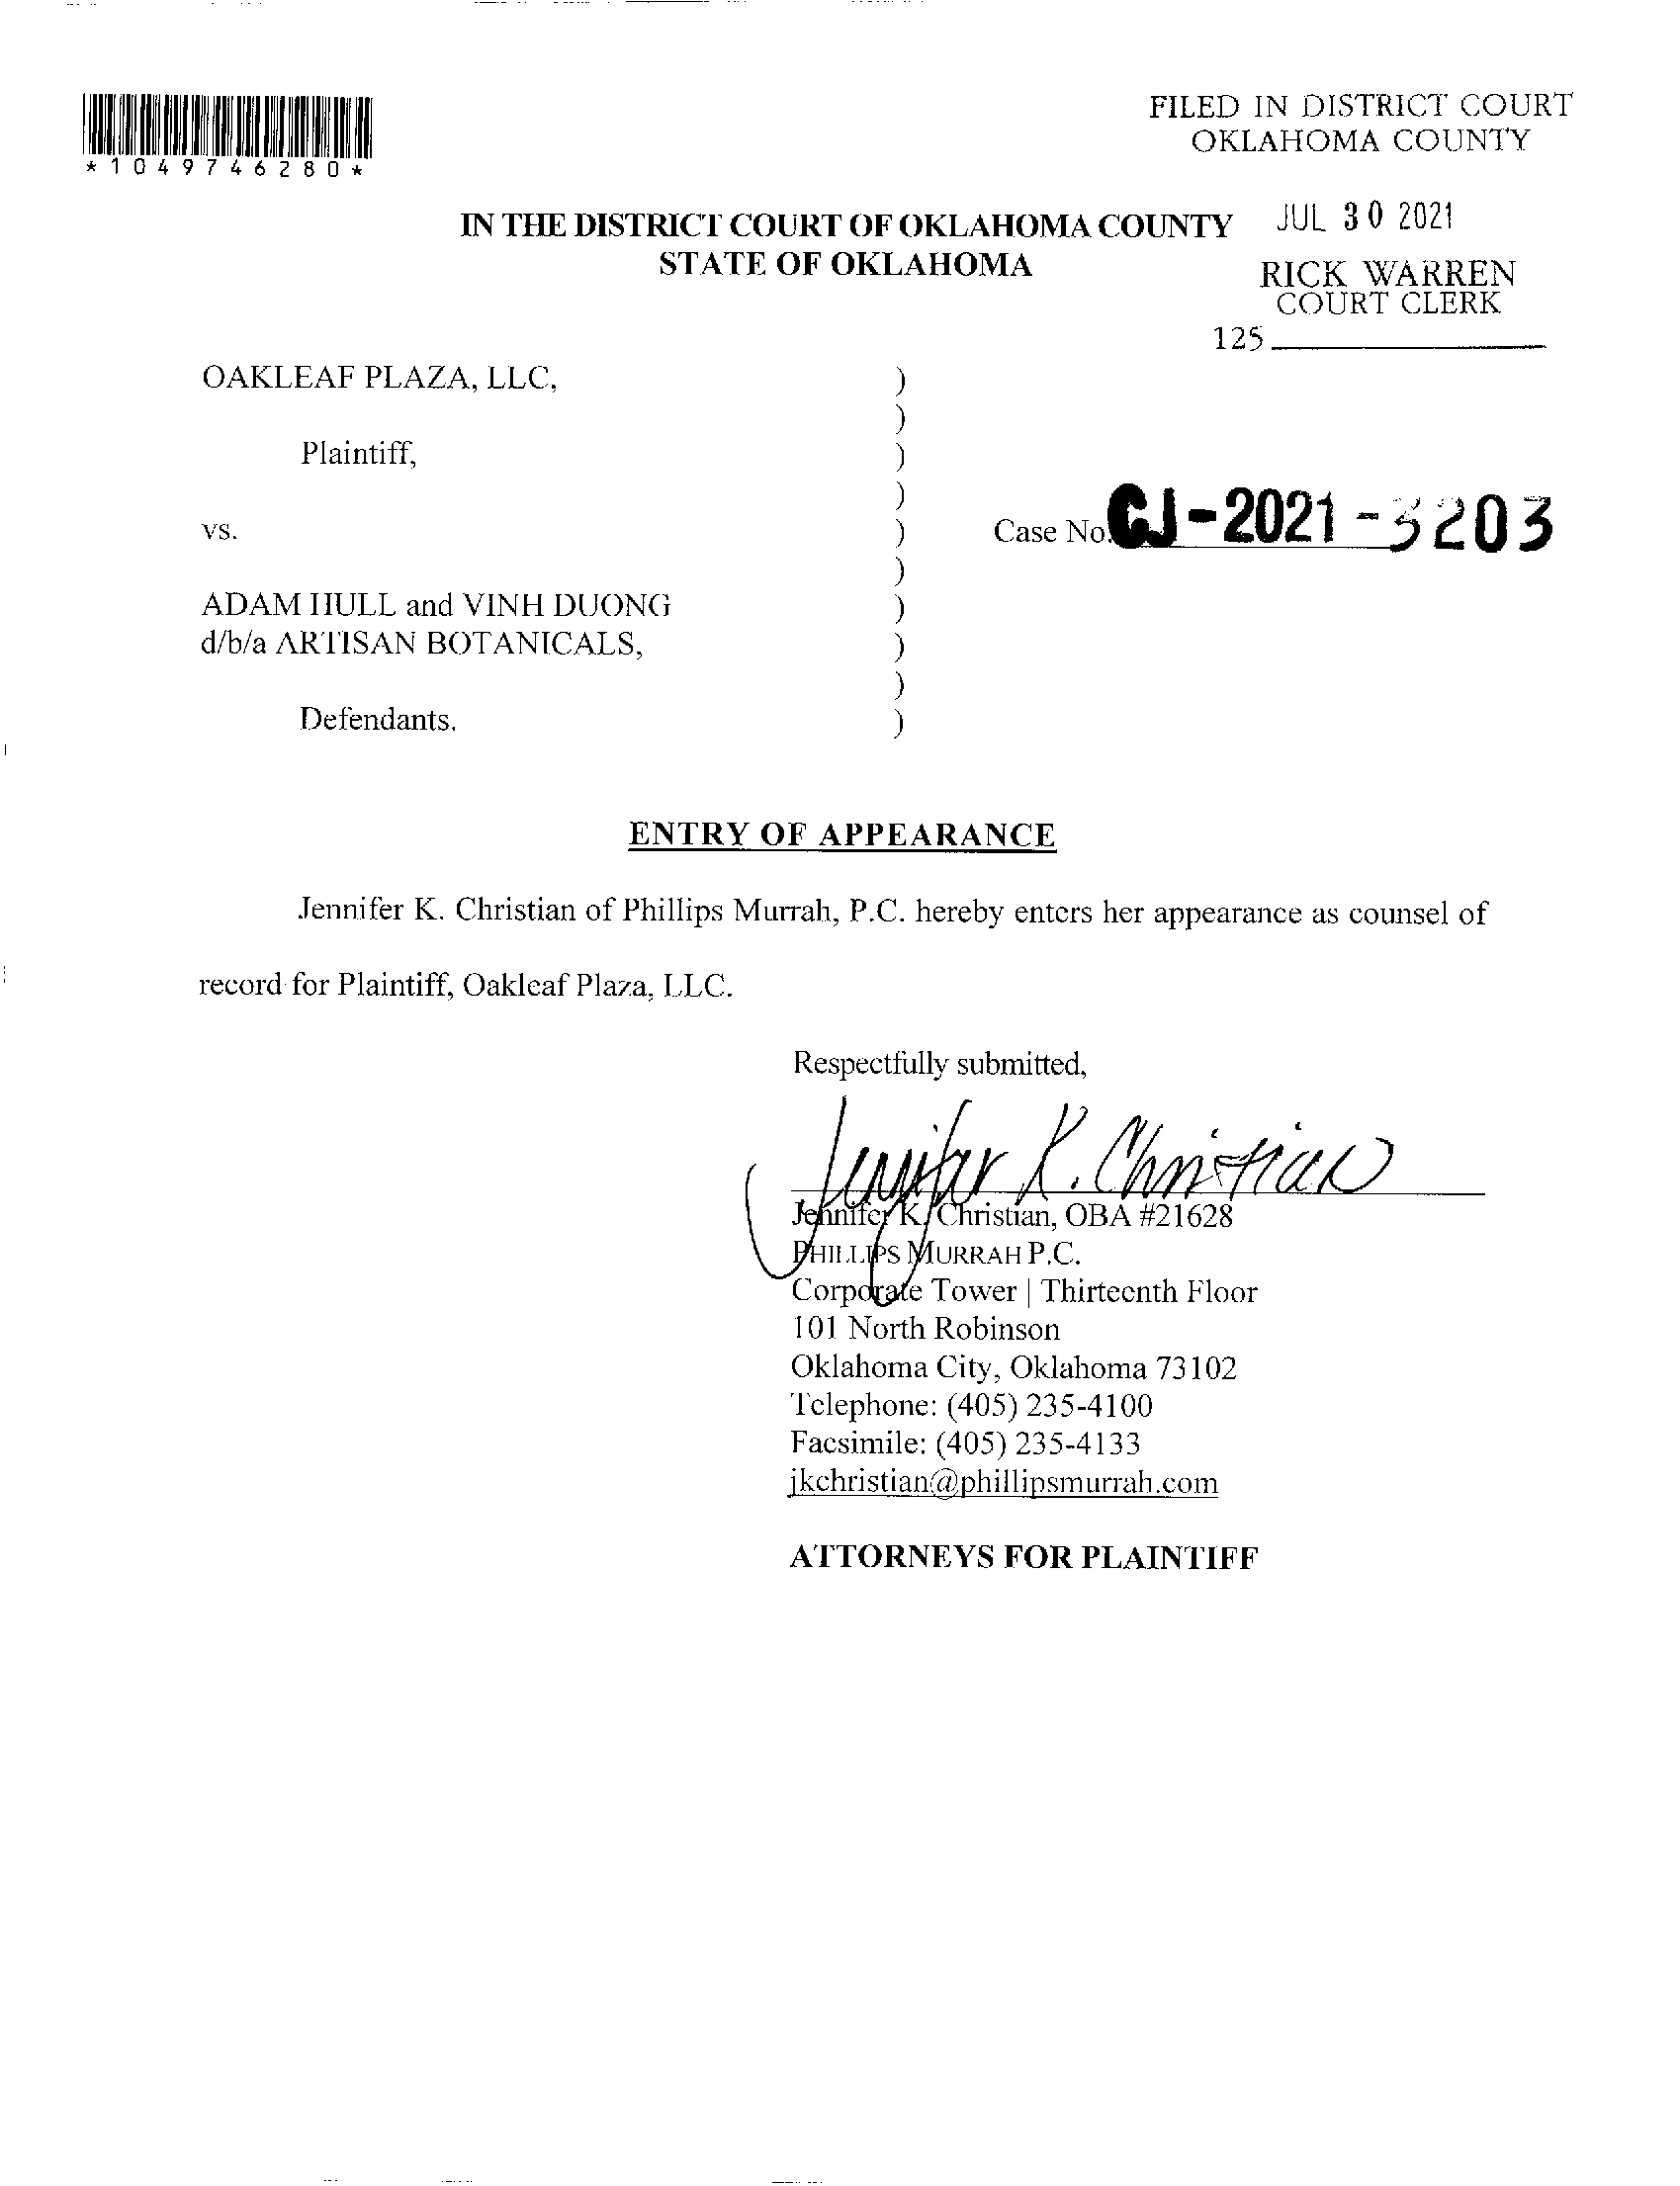 *1049746280*
FILED IN DISTRICT COURT
OKLAHOMA COUNTY
JUL 30 2021
RICK WARREN
COURT CLERK
125
IN THE DISTRICT COURT OF OKLAHOMA COUNTY
STATE OF OKLAHOMA
OAKLEAF PLAZA, LLC, )
)
Plaintiff, )
)
vs. ) Case No. CJ-2021-3203
)
ADAM HULL and VINH DUONG )
d/b/a ARTISAN BOTANICALS, )
)
Defendants. )
ENTRY OF APPEARANCE
Jennifer K. Christian of Phillips Murrah, P.C. hereby enters her appearance as counsel of
record for Plaintiff, Oakleaf Plaza, LLC.
Respectfully submitted,
Jennifer K. Christian
Jennifer K. Christian, OBA #21628
PHILLIPS MURRAH P.C.
Corporate Tower | Thirteenth Floor
101 North Robinson
Oklahoma City, Oklahoma 73102
Telephone: (405) 235-4100
Facsimile: (405) 235-4133
jkchristian@phillipsmurrah.com
ATTORNEYS FOR PLAINTIFF